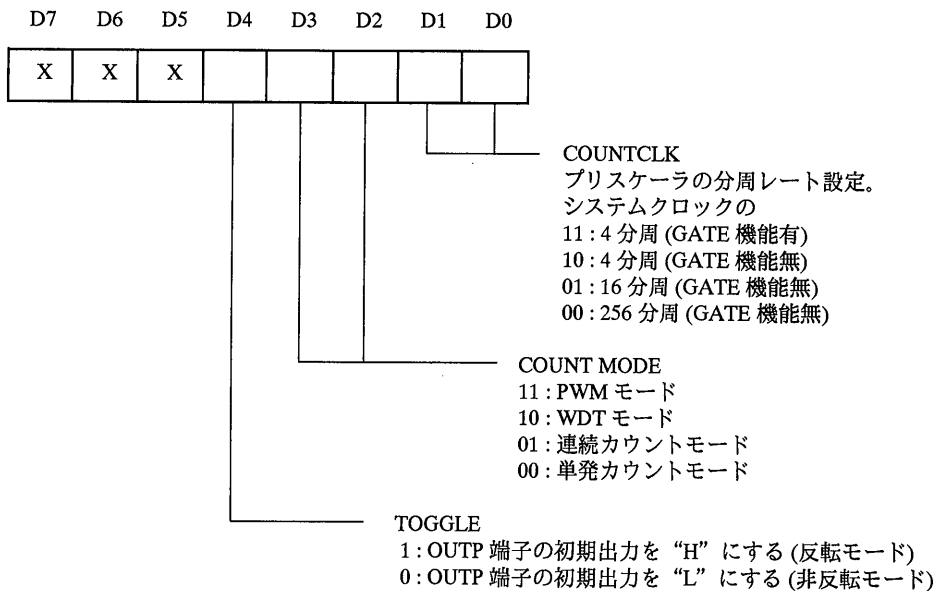 D7 D6 D5 D4 D3 D2 D1 D0
X X X
COUNTCLK
プリスケーラの分周レート設定。
システムクロックの
11 : 4 分周 (GATE 機能有)
10 : 4 分周 (GATE 機能無)
01 : 16 分周 (GATE 機能無)
00 : 256 分周 (GATE 機能無)
COUNT MODE
11 : PWM モード
10 : WDT モード
01 : 連続カウントモード
00 : 単発カウントモード
TOGGLE
1 : OUTP 端子の初期出力を “H” にする (反転モード)
0 : OUTP 端子の初期出力を “L” にする (非反転モード)